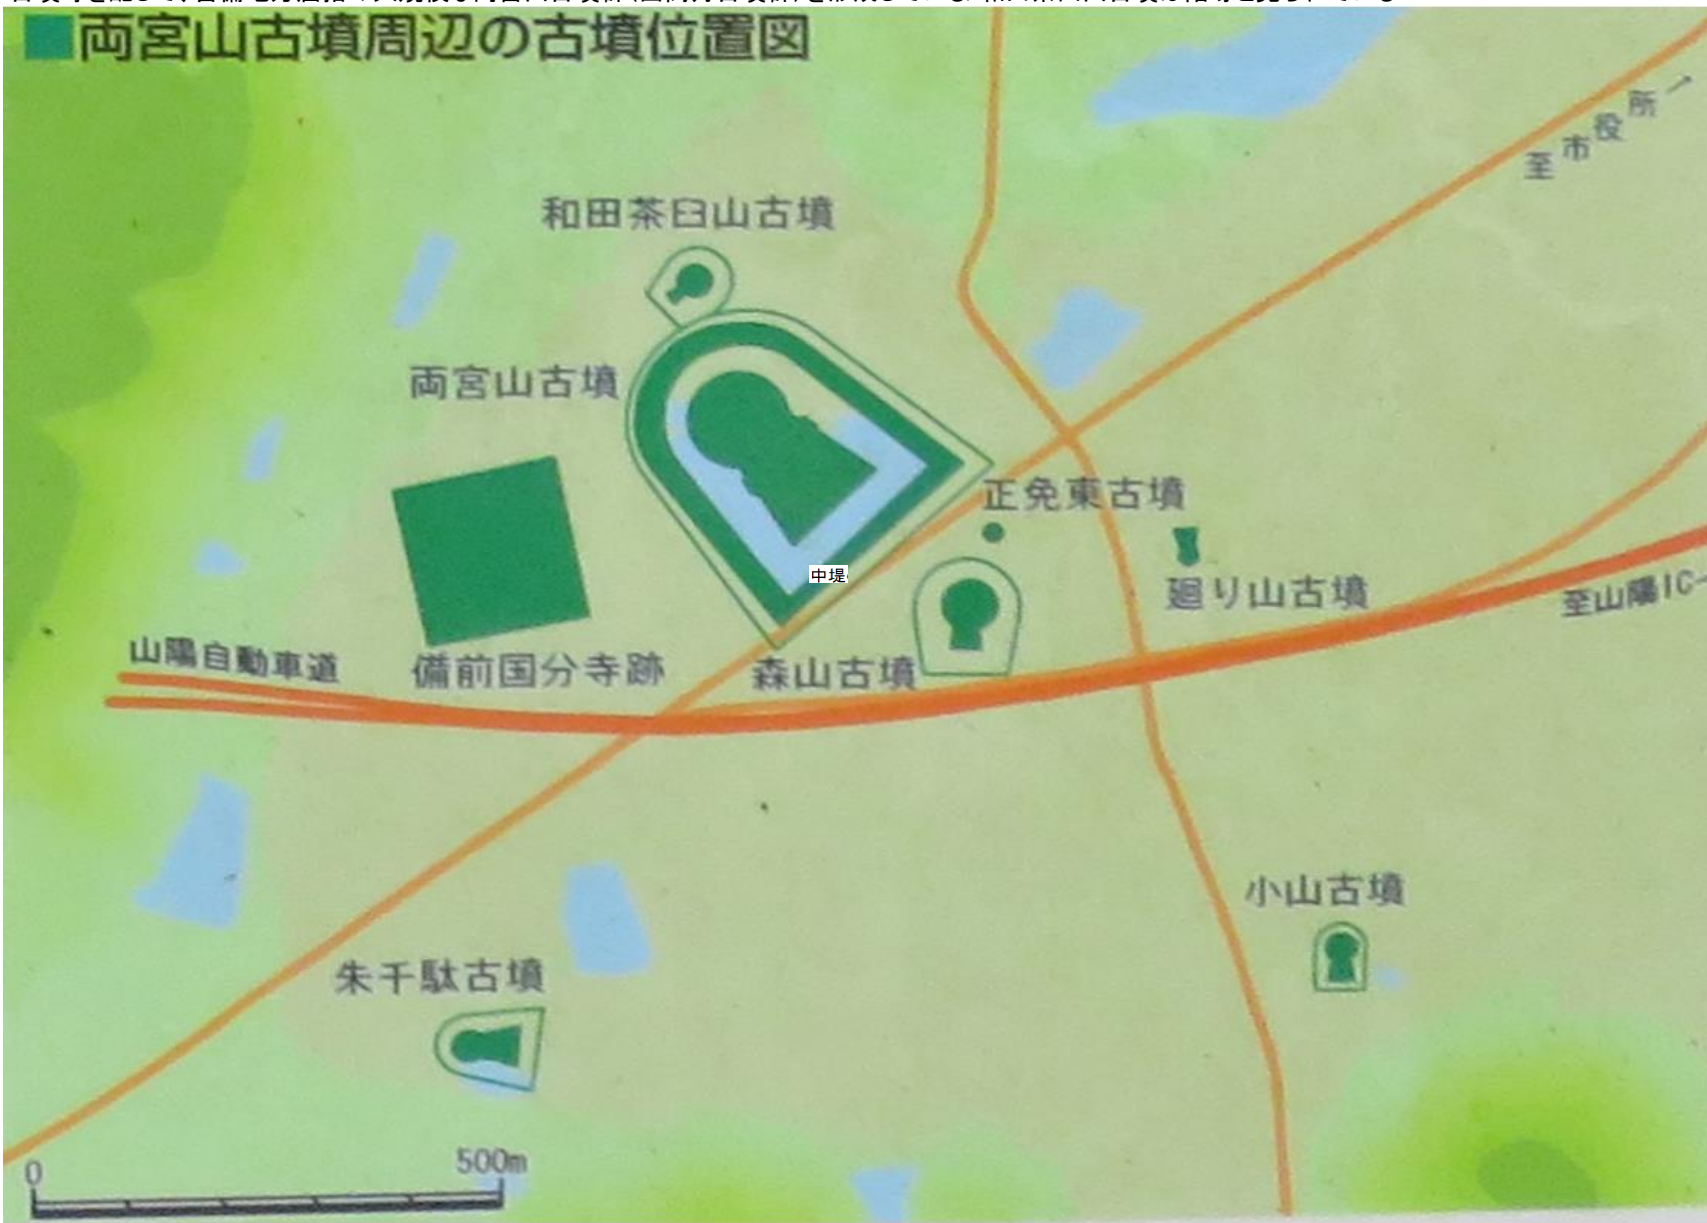 ■両宮山古墳周辺の古墳位置図
至市役所
和田茶臼山古墳
両宮山古墳
正免東古墳
中堤
廻り山古墳
至山陽IC
山陽自動車道
備前国分寺跡
森山古墳
小山古墳
朱千駄古墳
0
500m